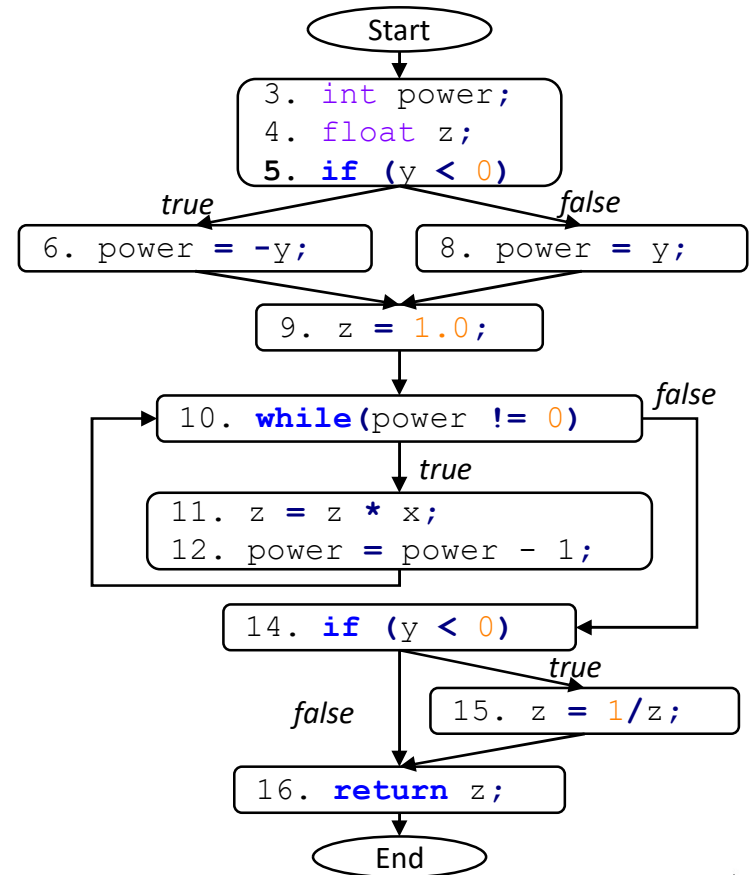 Start
3. int power;
4. float z;
5. if (y < 0)
true
false
6. power = -y;
8. power = y;
9. z = 1.0;
10. while(power != 0)
false
true
11. z = z * x;
12. power = power - 1;
14. if (y < 0)
true
false
15. z = 1/z;
16. return z;
End